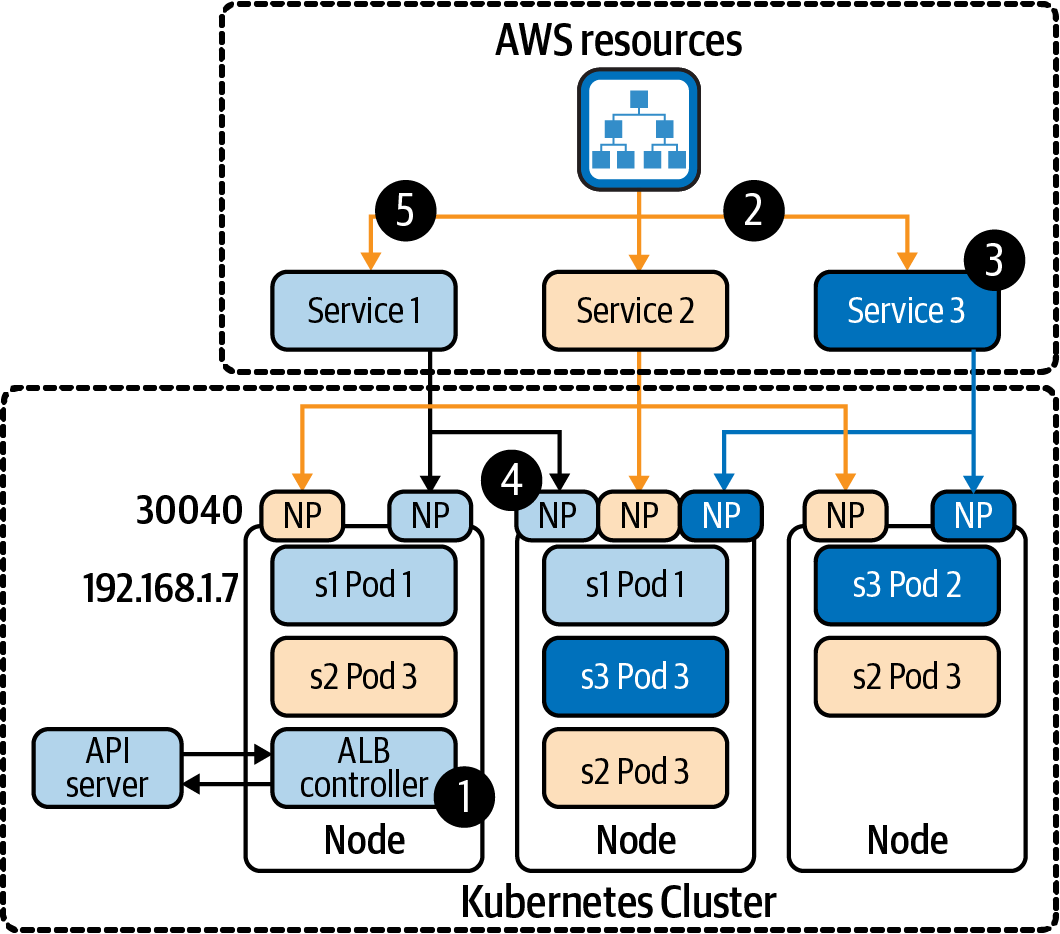 AWS resources
5
2
3
Service 1
Service 2
Service 3
4
30040
NP
NP
NP
NP
NP
NP
NP
192.168.1.7
s1 Pod 1
s1 Pod 1
s3 Pod 2
s2 Pod 3
s3 Pod 3
s2 Pod 3
API
server
ALB
controller
1
s2 Pod 3
Node
Node
Node
Kubernetes Cluster